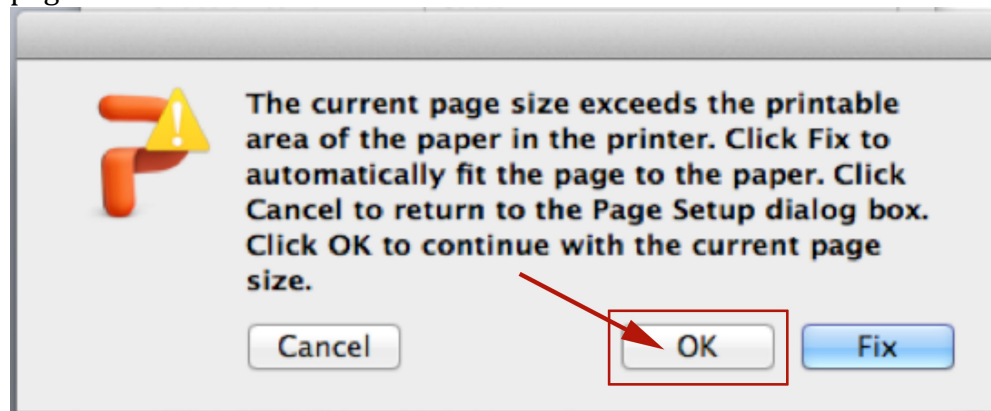 The current page size exceeds the printable
area of the paper in the printer. Click Fix to
automatically fit the page to the paper. Click
Cancel to return to the Page Setup dialog box.
Click OK to continue with the current page
size.
Cancel OK Fix